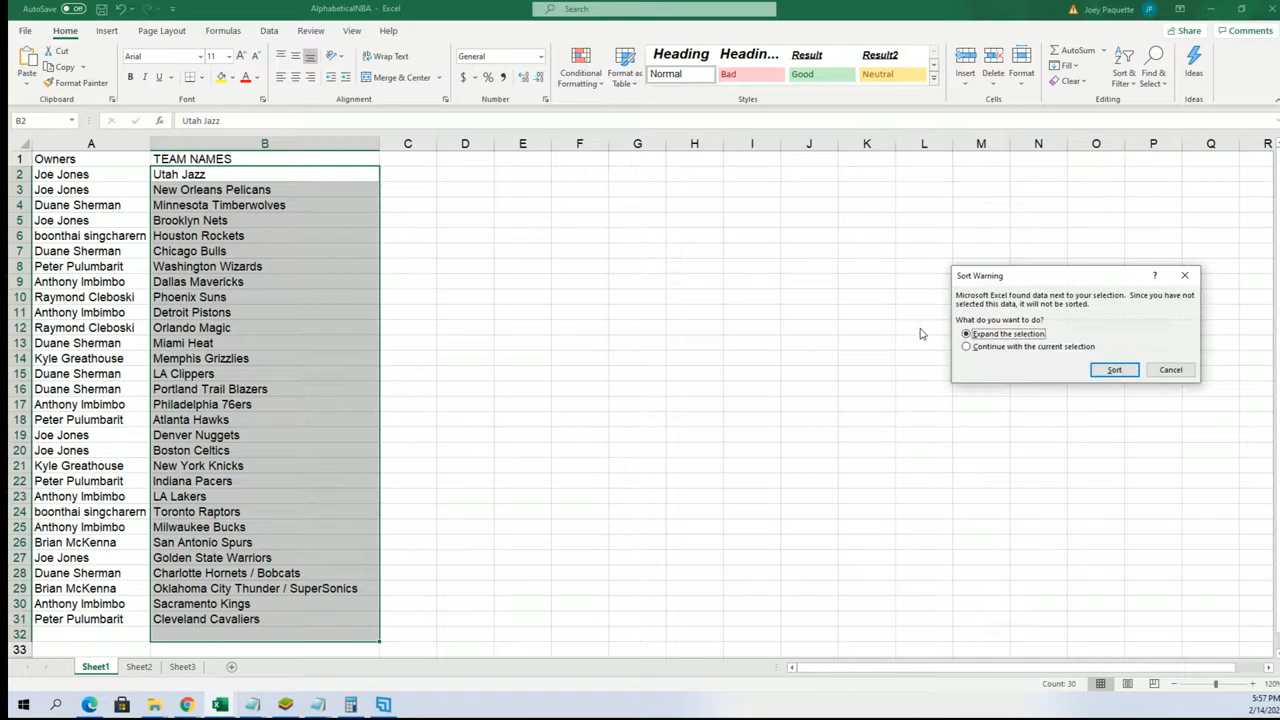 AutoSave Off AlphabeticalNBA - Excel Search Joey Paquette JP
File Home Insert Page Layout Formulas Data Review View Help Share Comments
Paste Cut Copy Format Painter Clipboard
Arial 11 B I U A A A Font
Wrap Text Merge & Center Alignment
General $ % Number
Conditional Formatting Format as Table
Heading Headin... Result Result2
Normal Bad Good Neutral
Styles
Insert Delete Format Cells
AutoSum Fill Clear Sort & Filter Find & Select Editing
Ideas Ideas
B2 fx Utah Jazz
A B C D E F G H I J K L M N O P Q R
1 Owners TEAM NAMES
2 Joe Jones Utah Jazz
3 Joe Jones New Orleans Pelicans
4 Duane Sherman Minnesota Timberwolves
5 Joe Jones Brooklyn Nets
6 boonthai singcharern Houston Rockets
7 Duane Sherman Chicago Bulls
8 Peter Pulumbarit Washington Wizards
9 Anthony Imbimbo Dallas Mavericks
10 Raymond Cleboski Phoenix Suns
11 Anthony Imbimbo Detroit Pistons
12 Raymond Cleboski Orlando Magic
13 Duane Sherman Miami Heat
14 Kyle Greathouse Memphis Grizzlies
15 Duane Sherman LA Clippers
16 Duane Sherman Portland Trail Blazers
17 Anthony Imbimbo Philadelphia 76ers
18 Peter Pulumbarit Atlanta Hawks
19 Joe Jones Denver Nuggets
20 Joe Jones Boston Celtics
21 Kyle Greathouse New York Knicks
22 Peter Pulumbarit Indiana Pacers
23 Anthony Imbimbo LA Lakers
24 boonthai singcharern Toronto Raptors
25 Anthony Imbimbo Milwaukee Bucks
26 Brian McKenna San Antonio Spurs
27 Joe Jones Golden State Warriors
28 Duane Sherman Charlotte Hornets / Bobcats
29 Brian McKenna Oklahoma City Thunder / SuperSonics
30 Anthony Imbimbo Sacramento Kings
31 Peter Pulumbarit Cleveland Cavaliers
32
33
Sort Warning ?
Microsoft Excel found data next to your selection. Since you have not
selected this data, it will not be sorted.
What do you want to do?
Expand the selection
Continue with the current selection
Sort Cancel
Sheet1 Sheet2 Sheet3
Count: 30 120%
5:57 PM